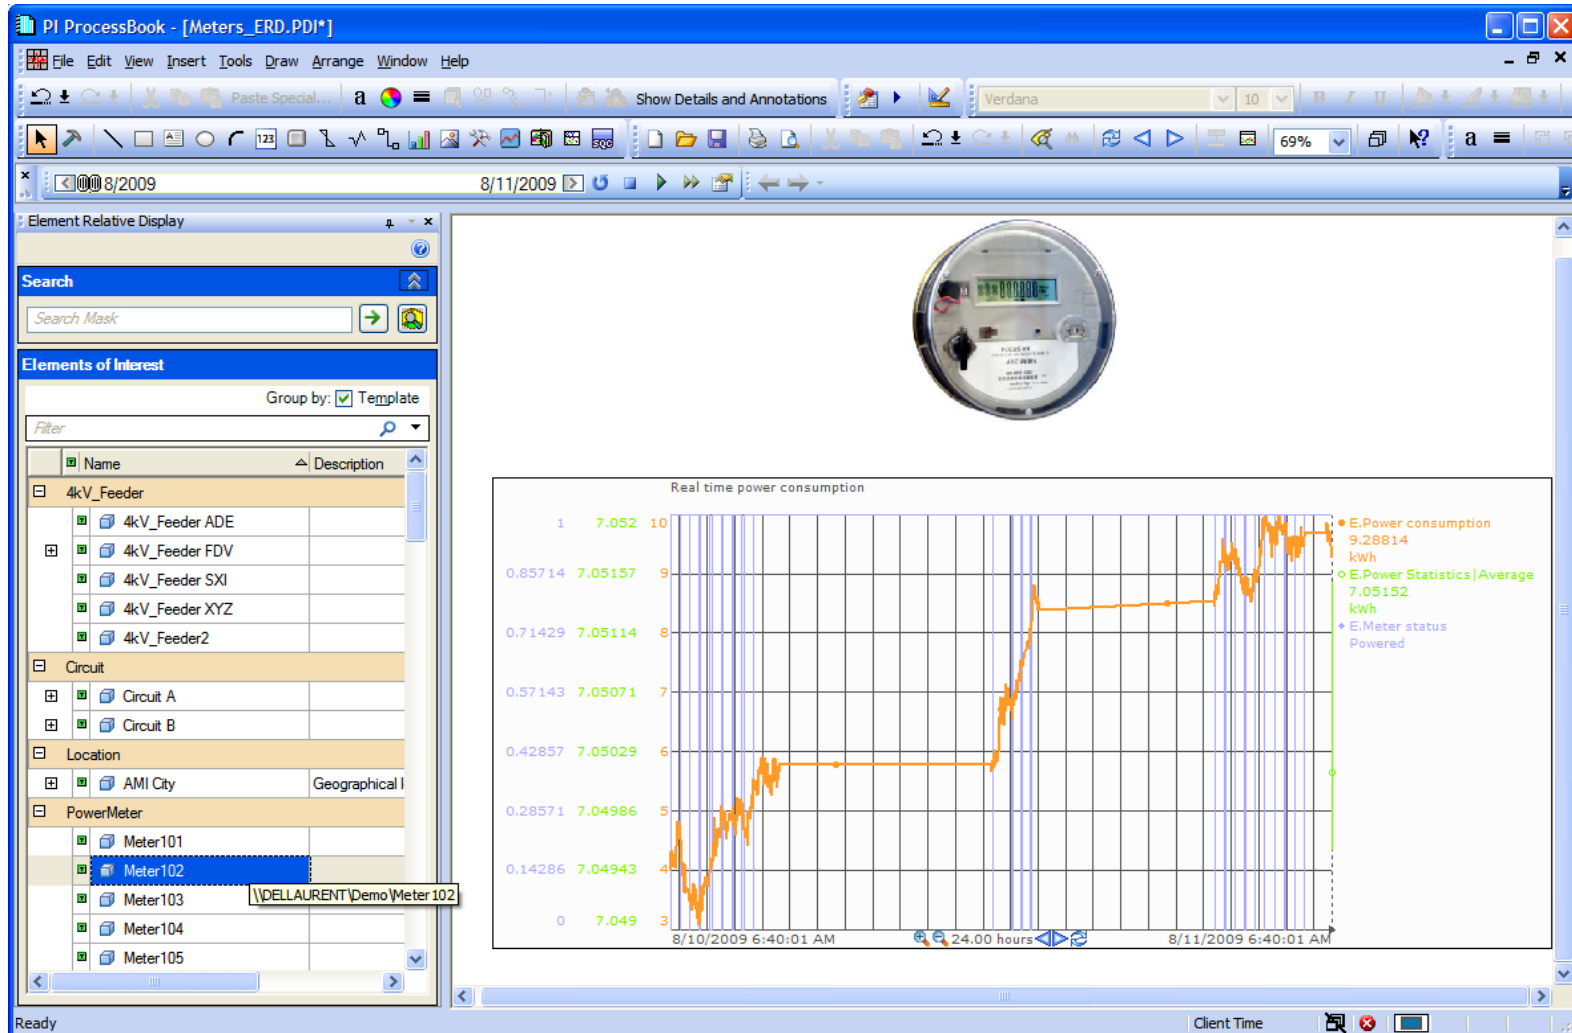 PI ProcessBook - [Meters_ERD.PDI*]
File Edit View Insert Tools Draw Arrange Window Help
Paste Special... a Show Details and Annotations Verdana 10 B I U
123 SQC 69% a
8/2009 8/11/2009
Element Relative Display
Search
Search Mask
Elements of Interest
Group by: Template
Filter
Name Description
4kV_Feeder
4kV_Feeder ADE
4kV_Feeder FDV
4kV_Feeder SXI
4kV_Feeder XYZ
4kV_Feeder2
Circuit
Circuit A
Circuit B
Location
AMI City Geographical l
PowerMeter
Meter101
Meter102
\\DELLAURENT\Demo\Meter102
Meter103
Meter104
Meter105
Real time power consumption
1 7.052 10
0.85714 7.05157 9
0.71429 7.05114 8
0.57143 7.05071 7
0.42857 7.05029 6
0.28571 7.04986 5
0.14286 7.04943 4
0 7.049 3
E.Power consumption
9.28814
kWh
E.Power Statistics|Average
7.05152
kWh
E.Meter status
Powered
8/10/2009 6:40:01 AM 24.00 hours 8/11/2009 6:40:01 AM
Ready Client Time